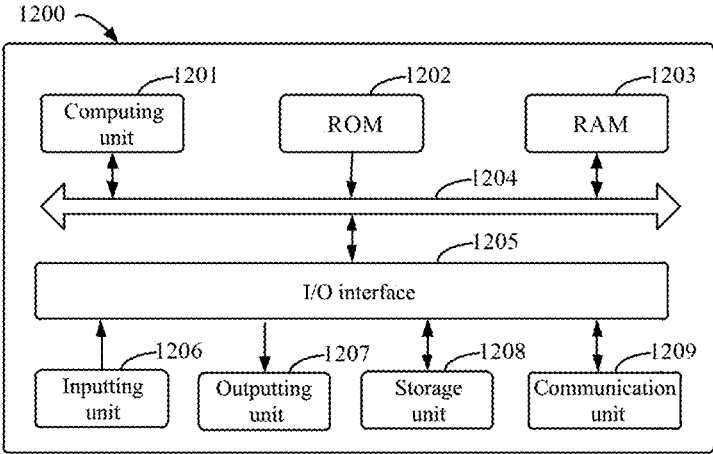 1200
1201
1202
1203
Computing
unit
ROM
RAM
1204
1205
I/O interface
1206
1207
1208
1209
Inputting
unit
Outputting
unit
Storage
unit
Communication
unit